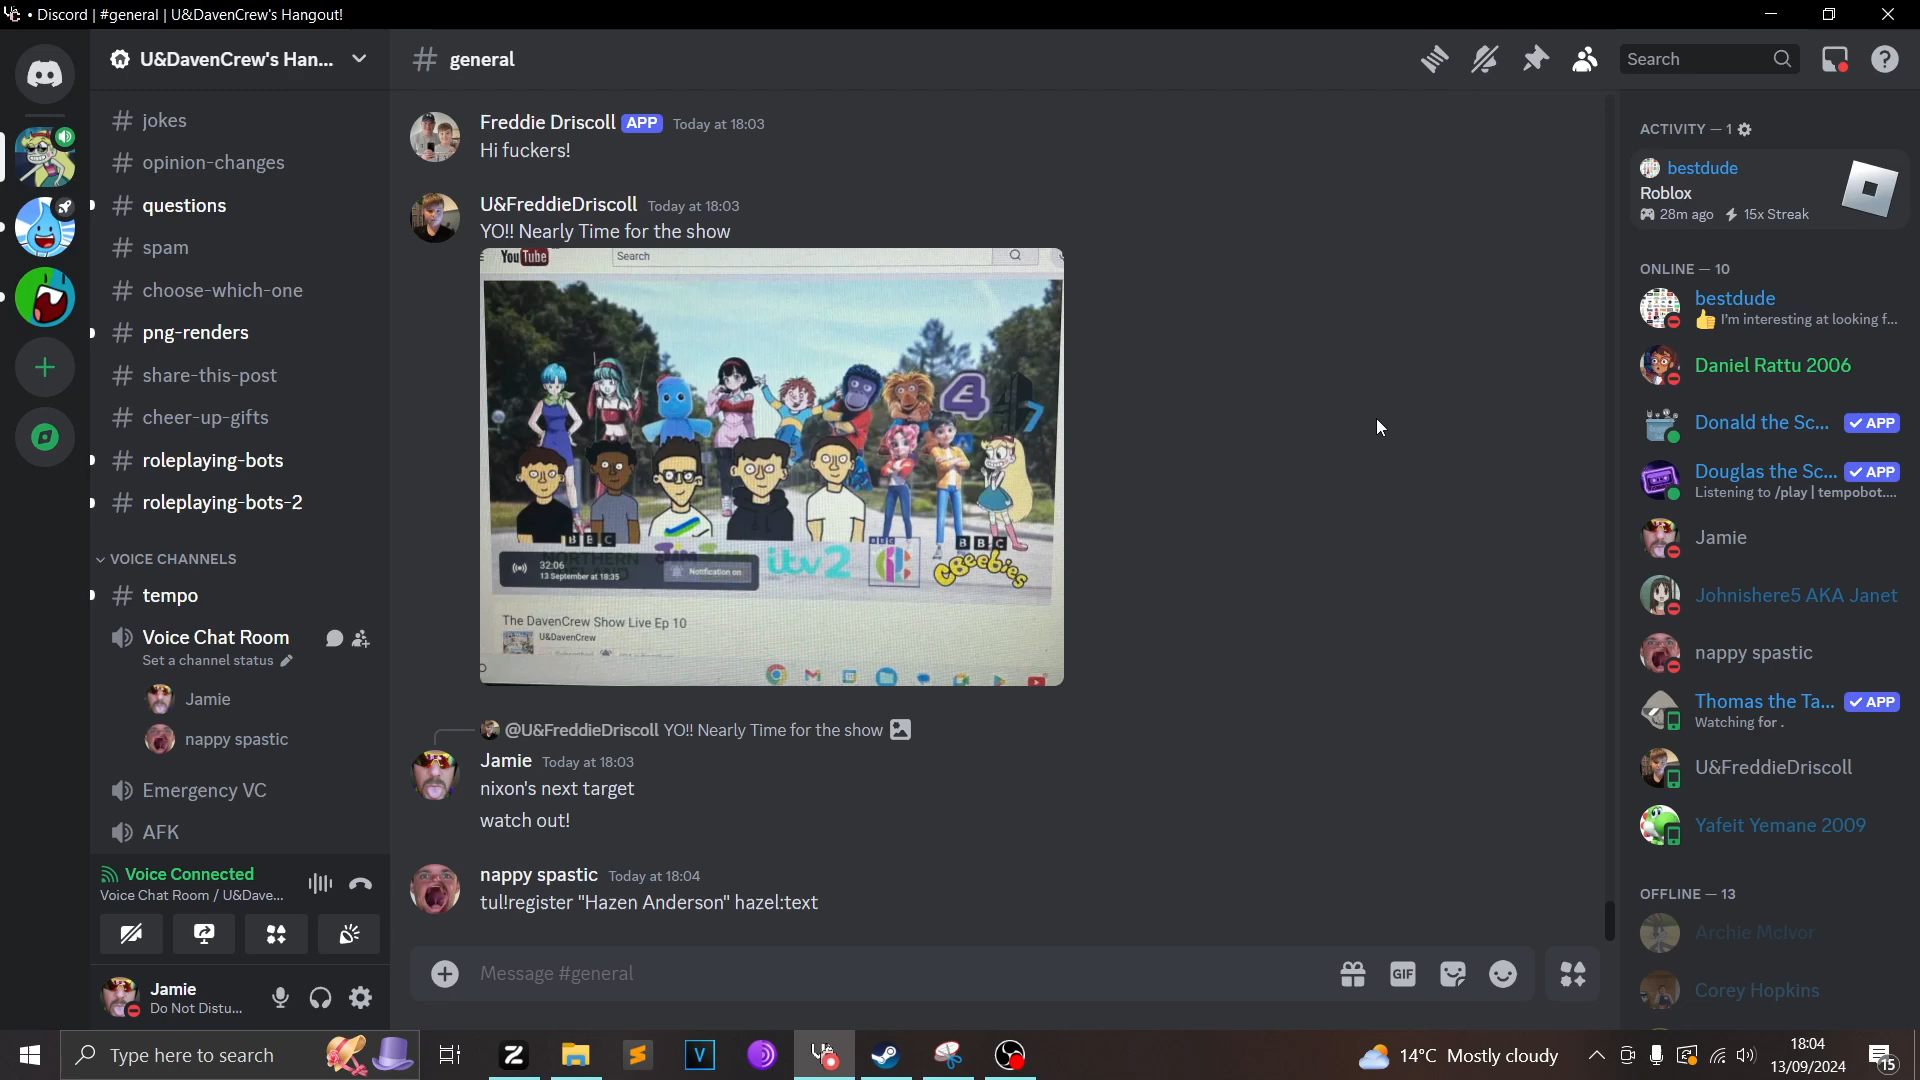 • Discord | #general | U&DavenCrew's Hangout!
U&DavenCrew's Han...
# general
Search
# jokes
# opinion-changes
# questions
# spam
# choose-which-one
# png-renders
# share-this-post
# cheer-up-gifts
# roleplaying-bots
# roleplaying-bots-2
VOICE CHANNELS
# tempo
Voice Chat Room
Set a channel status
Jamie
nappy spastic
Emergency VC
AFK
Voice Connected
Voice Chat Room / U&Dave...
Jamie
Do Not Distu...
Freddie Driscoll APP Today at 18:03
Hi fuckers!
U&FreddieDriscoll Today at 18:03
YO!! Nearly Time for the show
YouTube
Search
4
7
BBC
NORTHERN
IRELAND
itv2
BBC
BBC
CBeebies
32:06
13 September at 18:35
Notification on
The DavenCrew Show Live Ep 10
U&DavenCrew
@U&FreddieDriscoll YO!! Nearly Time for the show
Jamie Today at 18:03
nixon's next target
watch out!
nappy spastic Today at 18:04
tul!register "Hazen Anderson" hazel:text
Message #general
GIF
ACTIVITY — 1
bestdude
Roblox
28m ago 15x Streak
ONLINE — 10
bestdude
I'm interesting at looking f...
Daniel Rattu 2006
Donald the Sc... ✓ APP
Douglas the Sc... ✓ APP
Listening to /play | tempobot....
Jamie
Johnishere5 AKA Janet
nappy spastic
Thomas the Ta... ✓ APP
Watching for .
U&FreddieDriscoll
Yafeit Yemane 2009
OFFLINE — 13
Archie McIvor
Corey Hopkins
Type here to search
14°C Mostly cloudy
18:04
13/09/2024
15